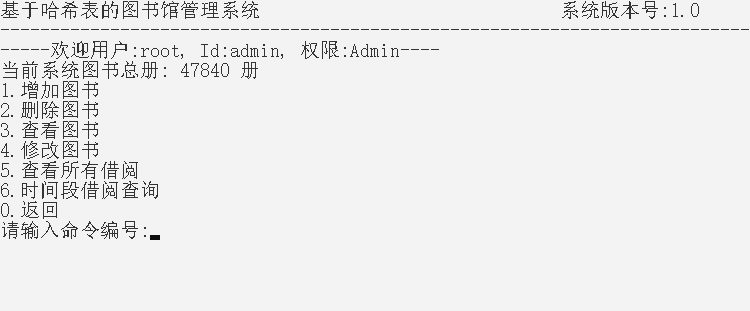 基于哈希表的图书馆管理系统 系统版本号:1.0
---------------------------------------------------------------------------
-----欢迎用户:root, Id:admin, 权限:Admin----
当前系统图书总册: 47840 册
1.增加图书
2.删除图书
3.查看图书
4.修改图书
5.查看所有借阅
6.时间段借阅查询
0.返回
请输入命令编号: